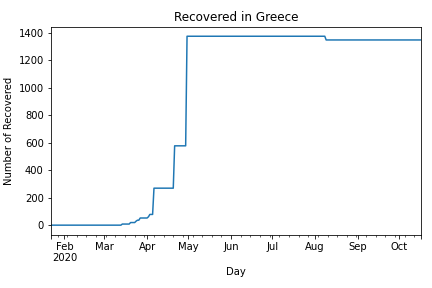 Recovered in Greece
Number of Recovered
1400
1200
1000
800
600
400
200
0
Feb Mar Apr May Jun Jul Aug Sep Oct
2020
Day